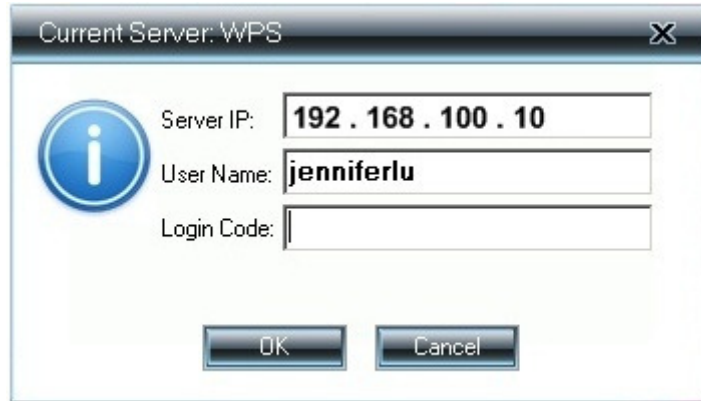 Current Server: WPS
Server IP: 192 . 168 . 100 . 10
User Name: jenniferlu
Login Code:
OK Cancel